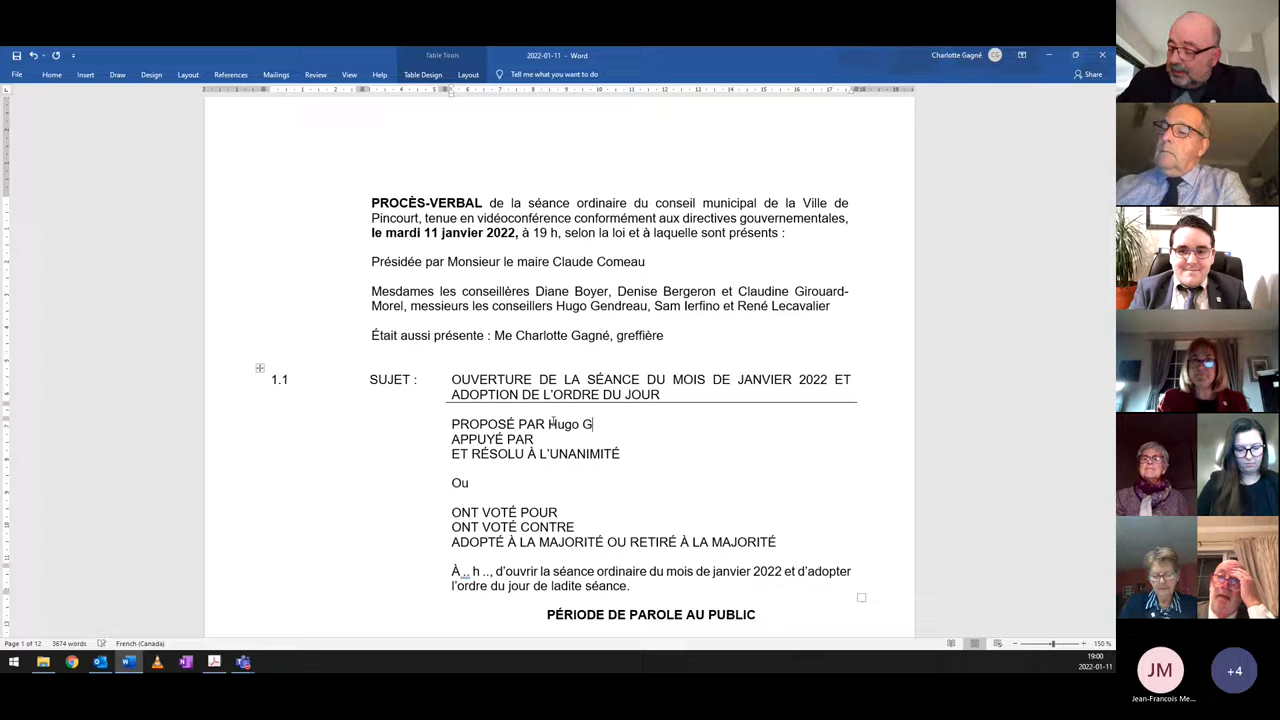 2022-01-11 - Word
Table Tools
Charlotte Gagné CG
File Home Insert Draw Design Layout References Mailings Review View Help Table Design Layout Tell me what you want to do Share
PROCÈS-VERBAL de la séance ordinaire du conseil municipal de la Ville de
Pincourt, tenue en vidéoconférence conformément aux directives gouvernementales,
le mardi 11 janvier 2022, à 19 h, selon la loi et à laquelle sont présents :
Présidée par Monsieur le maire Claude Comeau
Mesdames les conseillères Diane Boyer, Denise Bergeron et Claudine Girouard-
Morel, messieurs les conseillers Hugo Gendreau, Sam Ierfino et René Lecavalier
Était aussi présente : Me Charlotte Gagné, greffière
1.1 SUJET : OUVERTURE DE LA SÉANCE DU MOIS DE JANVIER 2022 ET
ADOPTION DE L'ORDRE DU JOUR
PROPOSÉ PAR Hugo G
APPUYÉ PAR
ET RÉSOLU À L'UNANIMITÉ
Ou
ONT VOTÉ POUR
ONT VOTÉ CONTRE
ADOPTÉ À LA MAJORITÉ OU RETIRÉ À LA MAJORITÉ
À .. h .., d'ouvrir la séance ordinaire du mois de janvier 2022 et d'adopter
l'ordre du jour de ladite séance.
PÉRIODE DE PAROLE AU PUBLIC
Page 1 of 12 3674 words French (Canada) 150 %
19:00
2022-01-11
JM
Jean-Francois Me...
+4